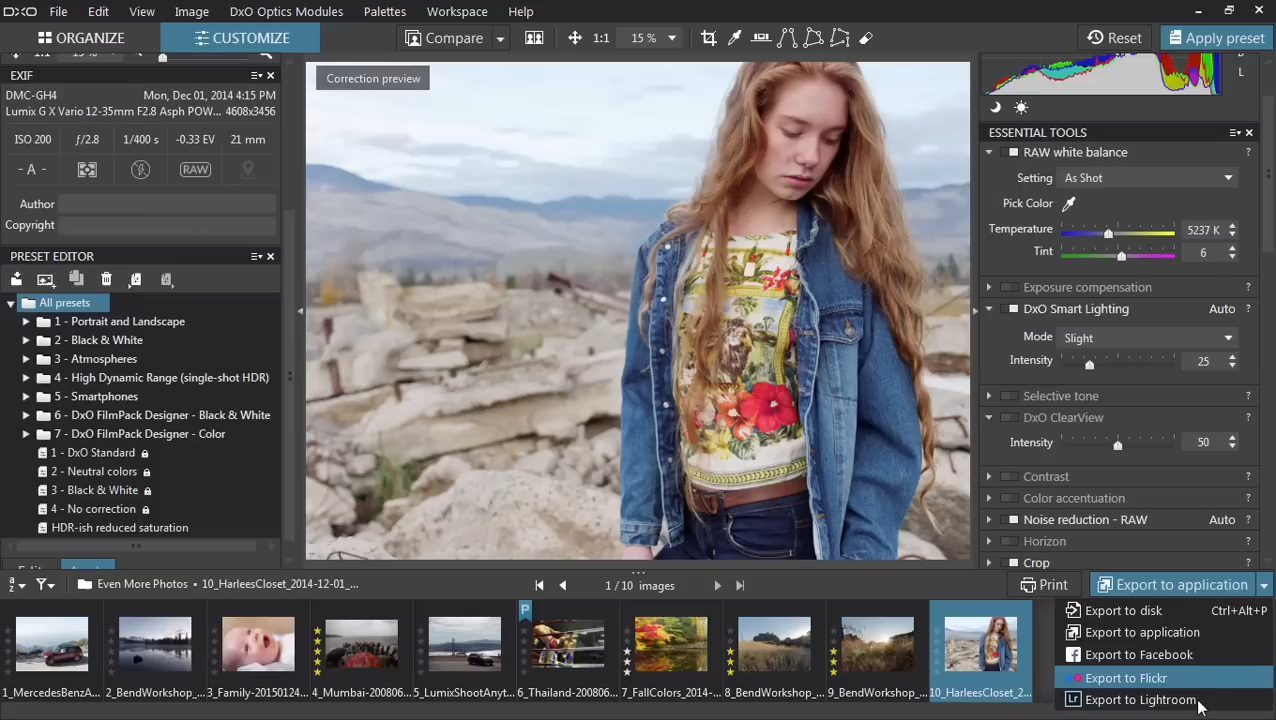 DXO File Edit View Image DxO Optics Modules Palettes Workspace Help
ORGANIZE CUSTOMIZE Compare 1:1 15 % Reset Apply preset
1:1 15 %
Correction preview
EXIF
DMC-GH4 Mon, Dec 01, 2014 4:15 PM
Lumix G X Vario 12-35mm F2.8 Asph POW... 4608x3456
ISO 200 ƒ/2.8 1/400 s -0.33 EV 21 mm
- A - RAW
Author
Copyright
PRESET EDITOR
All presets
1 - Portrait and Landscape
2 - Black & White
3 - Atmospheres
4 - High Dynamic Range (single-shot HDR)
5 - Smartphones
6 - DxO FilmPack Designer - Black & White
7 - DxO FilmPack Designer - Color
1 - DxO Standard
2 - Neutral colors
3 - Black & White
4 - No correction
HDR-ish reduced saturation
L
ESSENTIAL TOOLS
RAW white balance ?
Setting As Shot
Pick Color
Temperature 5237 K
Tint 6
Exposure compensation ?
DxO Smart Lighting Auto ?
Mode Slight
Intensity 25
Selective tone ?
DxO ClearView ?
Intensity 50
Contrast ?
Color accentuation ?
Noise reduction - RAW Auto ?
Horizon ?
Crop ?
Even More Photos • 10_HarleesCloset_2014-12-01_... 1 / 10 images Print Export to application
Export to disk Ctrl+Alt+P
Export to application
Export to Facebook
Export to Flickr
Lr Export to Lightroom
P
1_MercedesBenzA... 2_BendWorkshop_... 3_Family-20150124... 4_Mumbai-200806... 5_LumixShootAnyt... 6_Thailand-200806... 7_FallColors_2014-... 8_BendWorkshop_... 9_BendWorkshop_... 10_HarleesCloset_2...